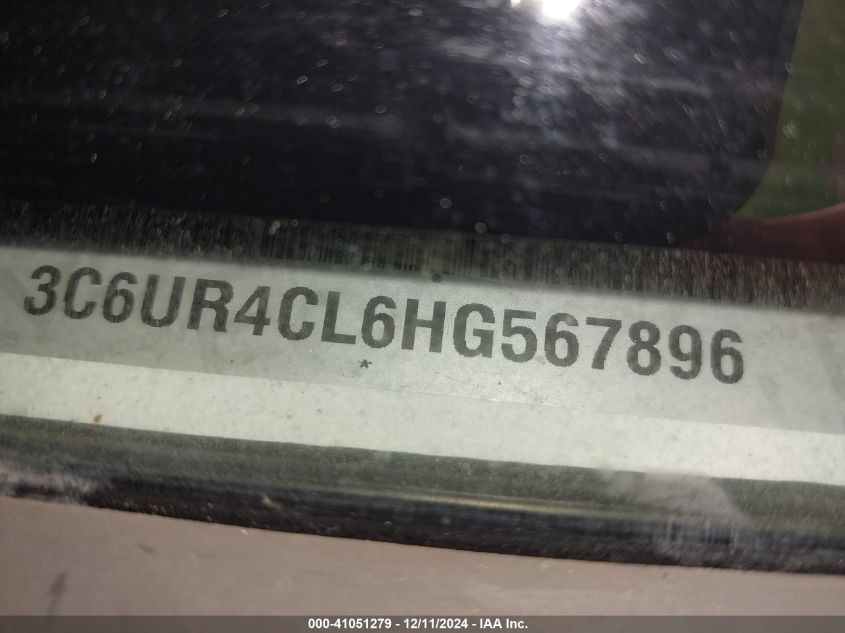 3C6UR4CL6HG567896
*
000-41051279 - 12/11/2024 - IAA Inc.